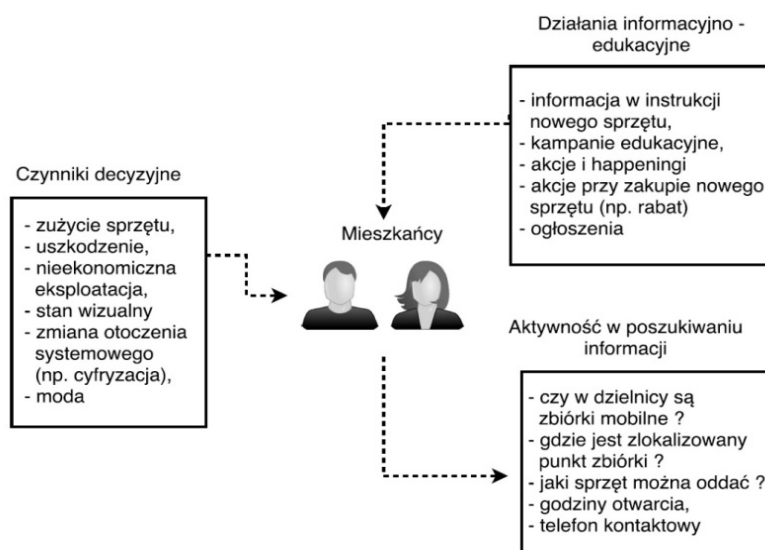 Działania informacyjno -
edukacyjne
- informacja w instrukcji
nowego sprzętu,
- kampanie edukacyjne,
- akcje i happeningi
- akcje przy zakupie nowego
sprzętu (np. rabat)
- ogłoszenia
Czynniki decyzyjne
- zużycie sprzętu,
- uszkodzenie,
- nieekonomiczna
eksploatacja,
- stan wizualny
- zmiana otoczenia
systemowego
(np. cyfryzacja),
- moda
Mieszkańcy
Aktywność w poszukiwaniu
informacji
- czy w dzielnicy są
zbiórki mobilne ?
- gdzie jest zlokalizowany
punkt zbiórki ?
- jaki sprzęt można oddać ?
- godziny otwarcia,
- telefon kontaktowy